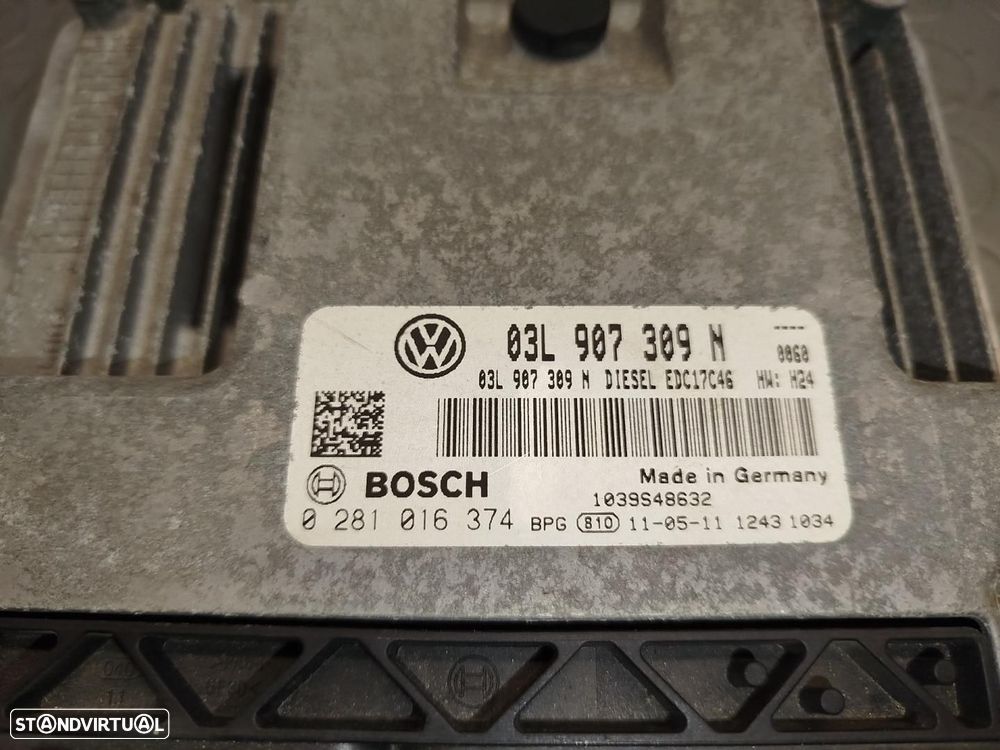 03L 907 309 N
----
0060
03L 907 309 N DIESEL EDC17C46 HW: H24
BOSCH
Made in Germany
1039S48632
0 281 016 374 BPG 810 11-05-11 1243 1034
11
STANDVIRTUAL